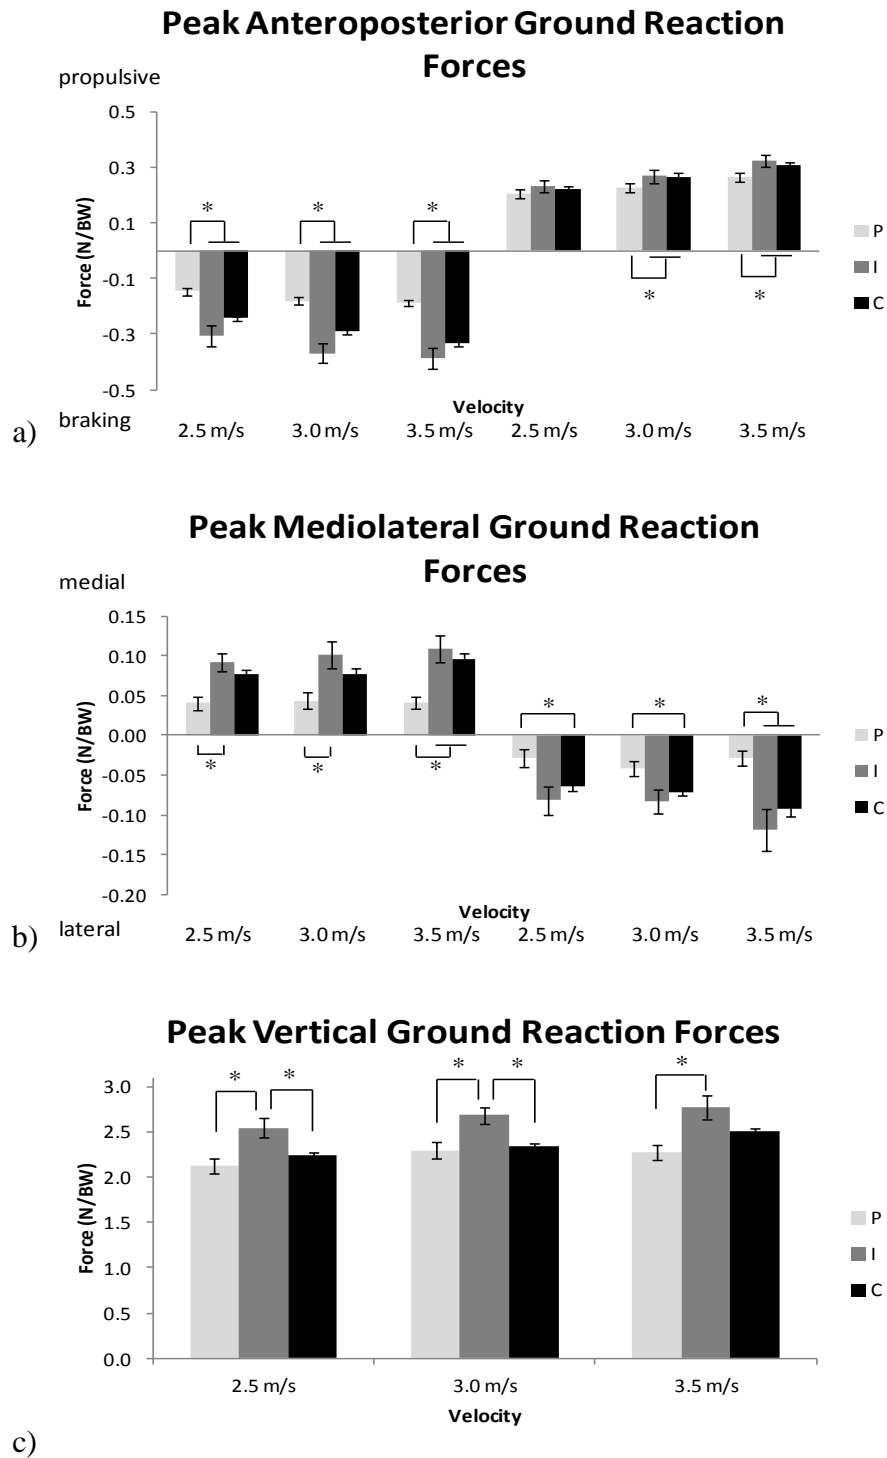 Peak Anteroposterior Ground Reaction
Forces
propulsive
0.5
0.3
0.1
-0.1
-0.3
-0.5
Force (N/BW)
* * *
* *
P
I
C
Velocity
braking
a)
2.5 m/s 3.0 m/s 3.5 m/s 2.5 m/s 3.0 m/s 3.5 m/s
Peak Mediolateral Ground Reaction
Forces
medial
0.15
0.10
0.05
0.00
-0.05
-0.10
-0.15
-0.20
Force (N/BW)
* * *
* * *
P
I
C
Velocity
lateral
b)
2.5 m/s 3.0 m/s 3.5 m/s 2.5 m/s 3.0 m/s 3.5 m/s
Peak Vertical Ground Reaction Forces
* * * * *
3.0
2.5
2.0
1.5
1.0
0.5
0.0
Force (N/BW)
P
I
C
2.5 m/s 3.0 m/s 3.5 m/s
Velocity
c)